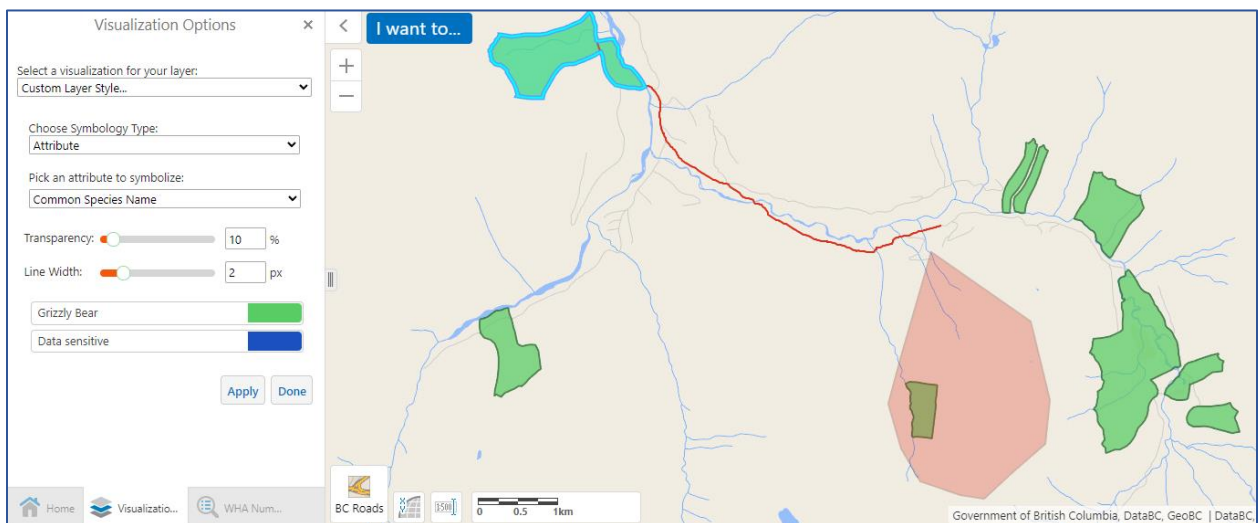 Visualization Options
Select a visualization for your layer:
Custom Layer Style...
Choose Symbology Type:
Attribute
Pick an attribute to symbolize:
Common Species Name
Transparency:
10 %
Line Width:
2 px
Grizzly Bear
Data sensitive
Apply Done
Home
Visualizatio...
WHA Num...
I want to...
BC Roads
0 0.5 1km
Government of British Columbia, DataBC, GeoBC | DataBC,